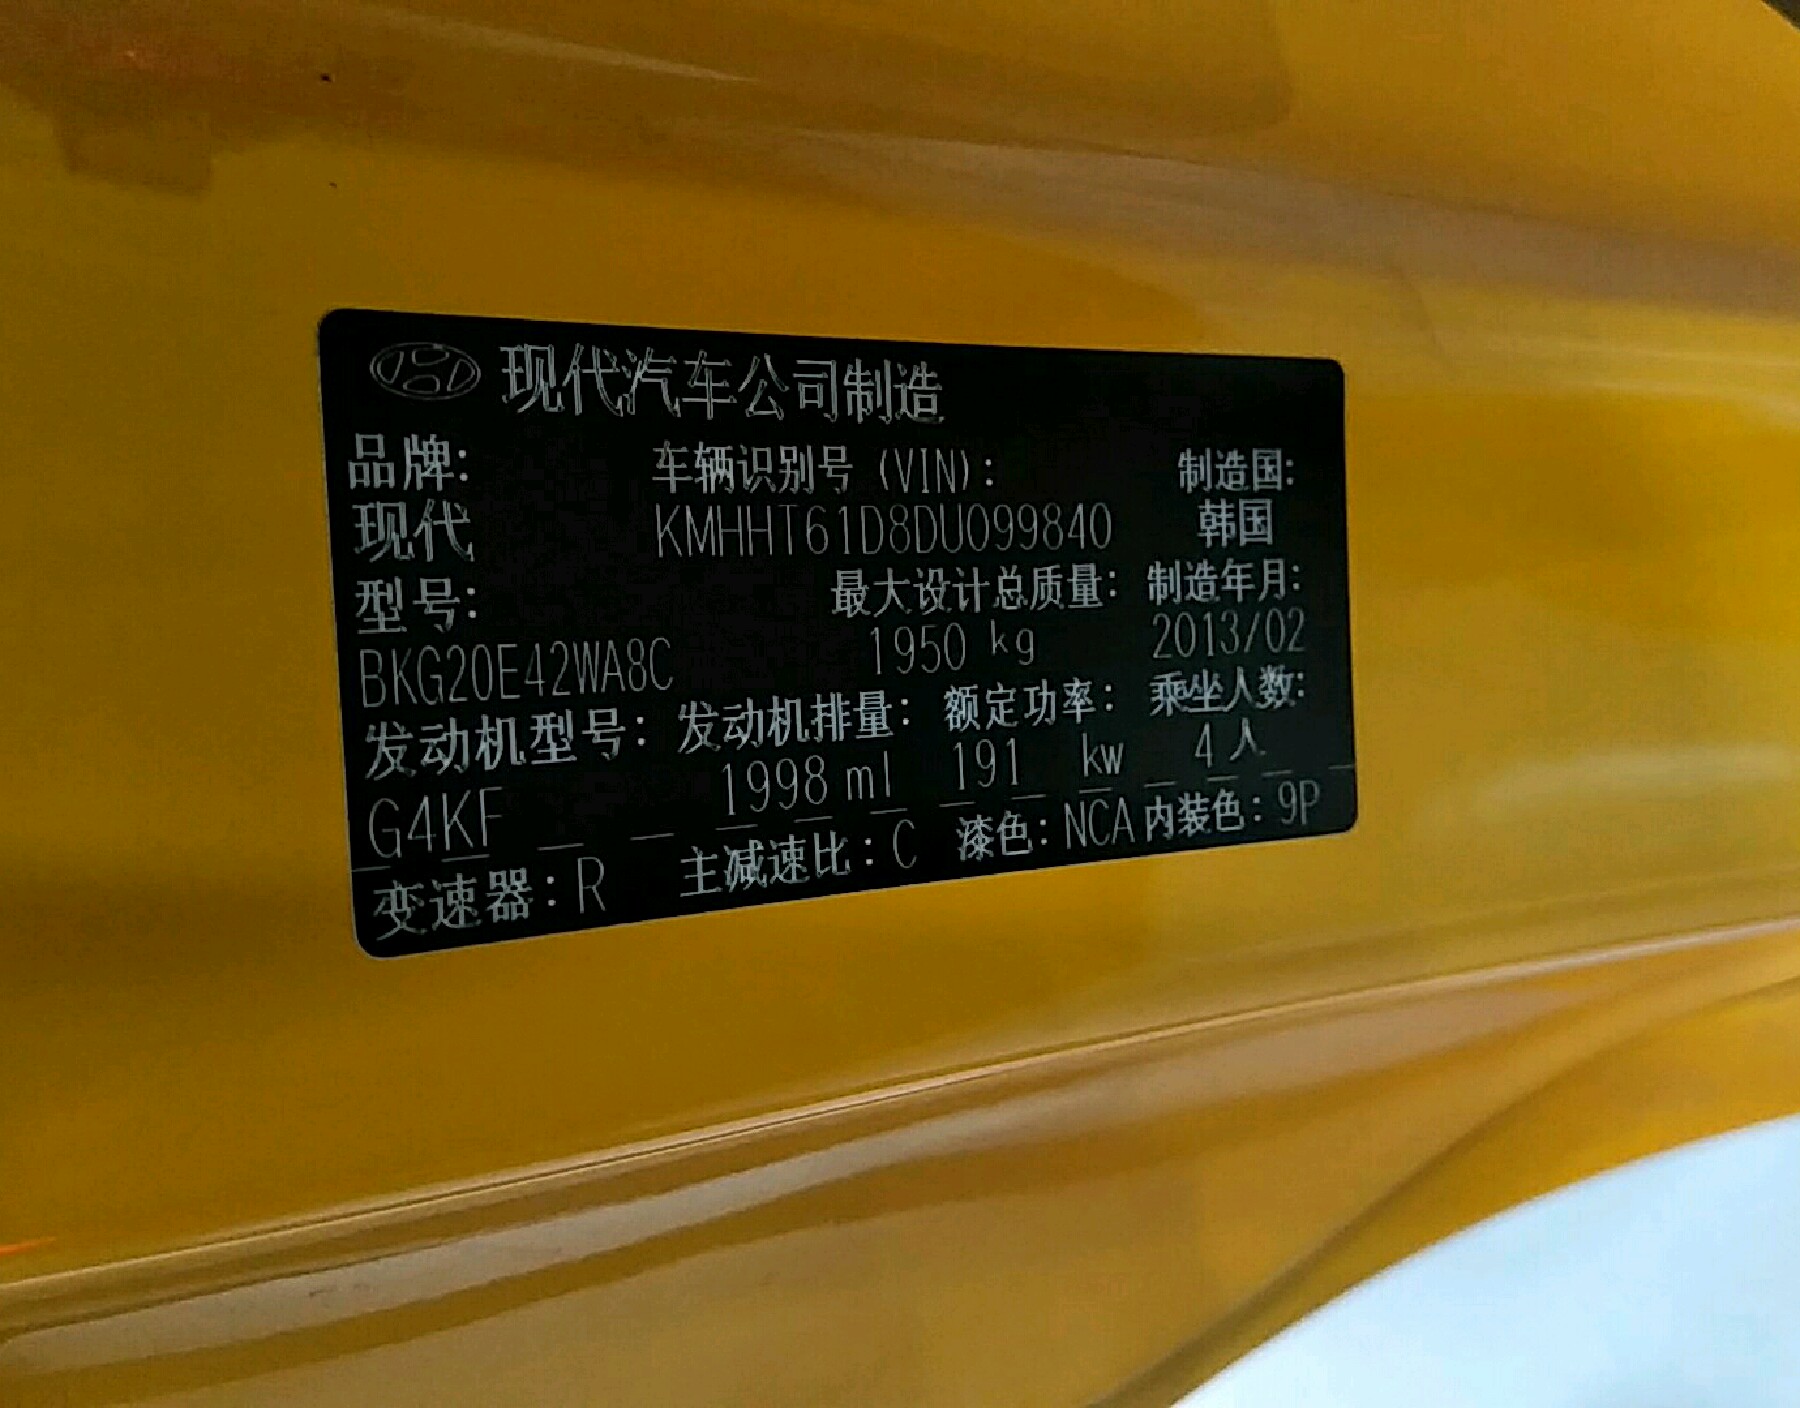 现代汽车公司制造
品牌: 车辆识别号 (VIN): 制造国:
现代 KMHHT61D8DU099840 韩国
型号: 最大设计总质量: 制造年月:
BKG20E42WA8C 1950 kg 2013/02
发动机型号: 发动机排量: 额定功率: 乘坐人数:
G4KF 1998 ml 191 kw 4人
变速器: R 主减速比: C 漆色: NCA 内装色: 9P